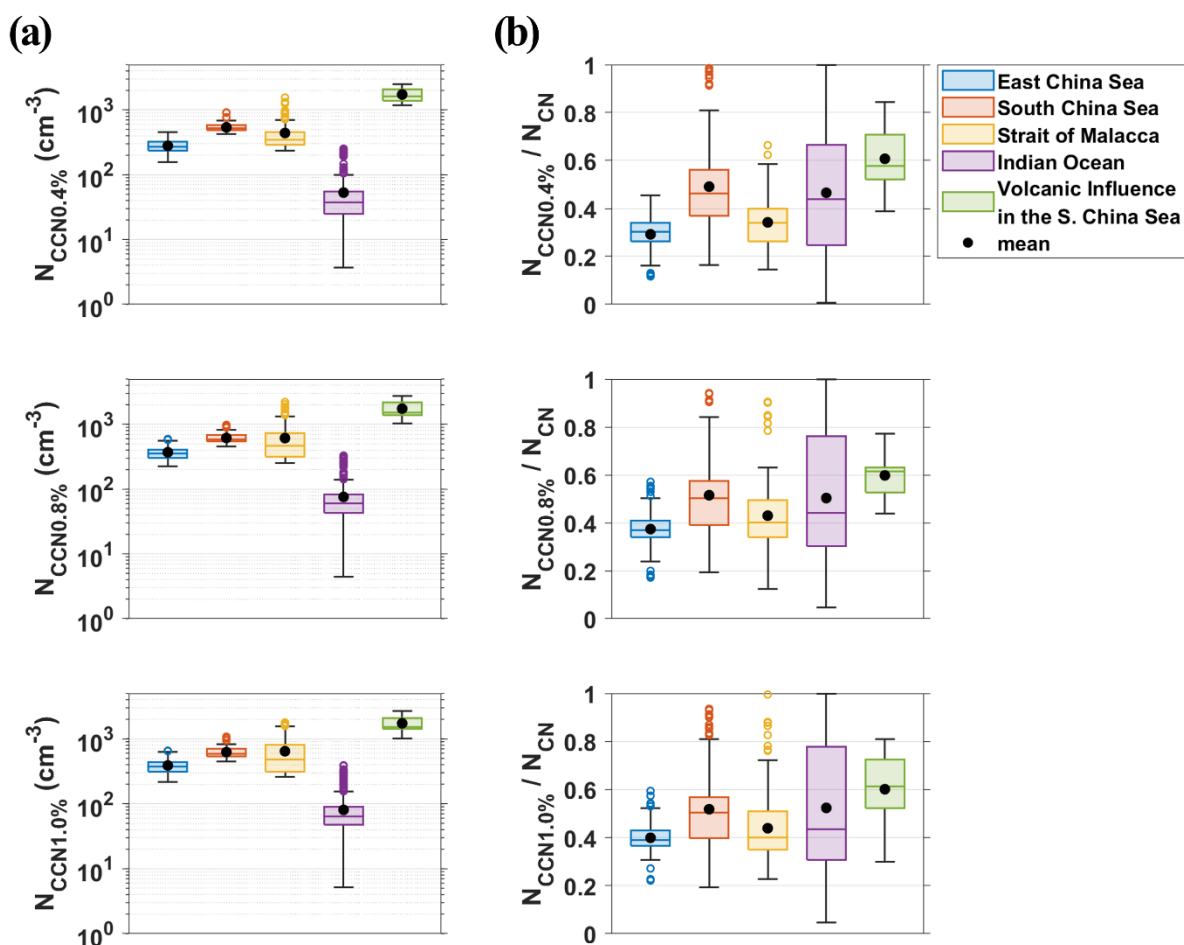 (a)
(b)
N_CCN0.4% (cm⁻³)
10³
10²
10¹
10⁰
N_CCN0.4% / N_CN
1
0.8
0.6
0.4
0.2
0
East China Sea
South China Sea
Strait of Malacca
Indian Ocean
Volcanic Influence
in the S. China Sea
mean
N_CCN0.8% (cm⁻³)
10³
10²
10¹
10⁰
N_CCN0.8% / N_CN
1
0.8
0.6
0.4
0.2
0
N_CCN1.0% (cm⁻³)
10³
10²
10¹
10⁰
N_CCN1.0% / N_CN
1
0.8
0.6
0.4
0.2
0